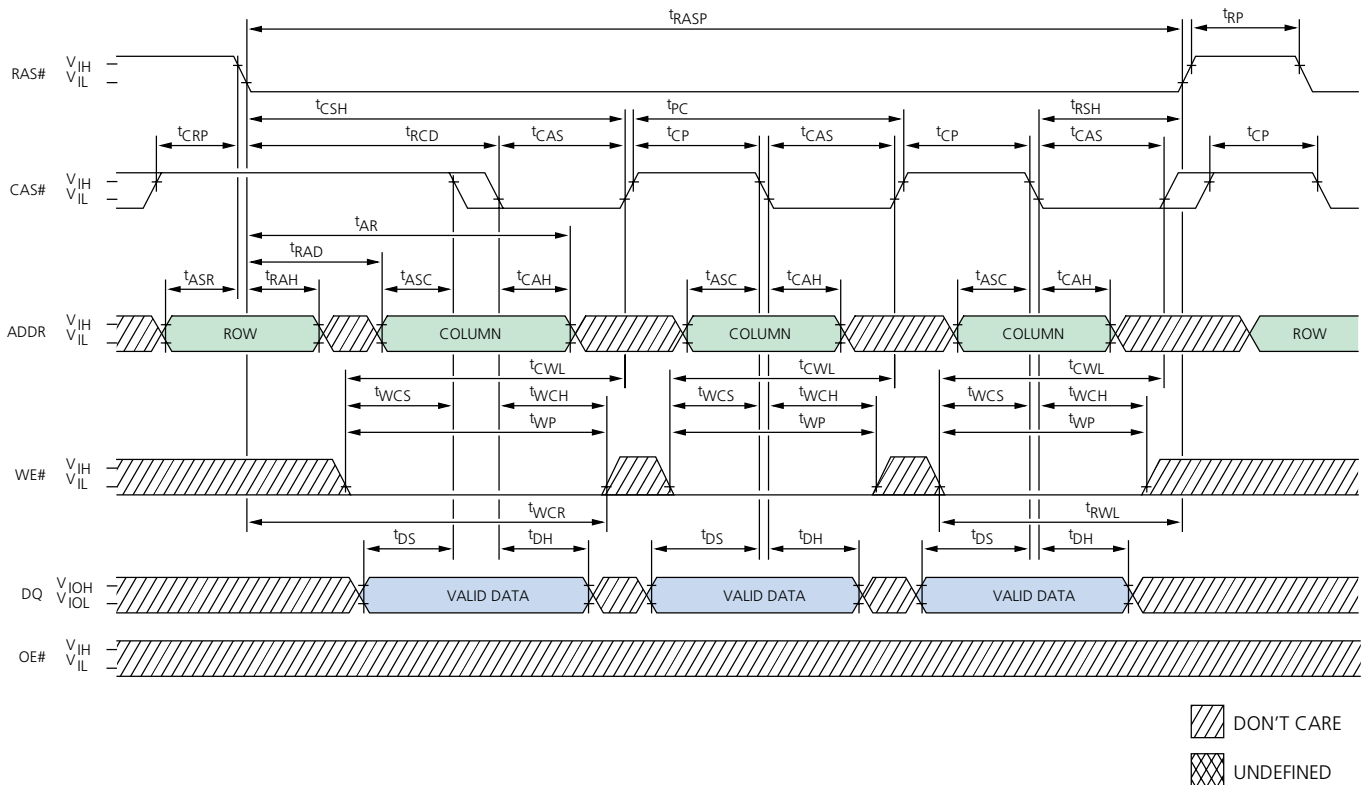 tRASP tRP
RAS# VIH
VIL
tCSH tPC tRSH
tCRP tRCD tCAS tCP tCAS tCP tCAS tCP
CAS# VIH
VIL
tAR
tRAD
tASR tRAH tASC tCAH tASC tCAH tASC tCAH
ADDR VIH
VIL
ROW COLUMN COLUMN COLUMN ROW
tCWL tCWL tCWL
tWCS tWCH tWCS tWCH tWCS tWCH
tWP tWP tWP
WE# VIH
VIL
tWCR tRWL
tDS tDH tDS tDH tDS tDH
DQ VIOH
VIOL
VALID DATA VALID DATA VALID DATA
OE# VIH
VIL
DON'T CARE
UNDEFINED